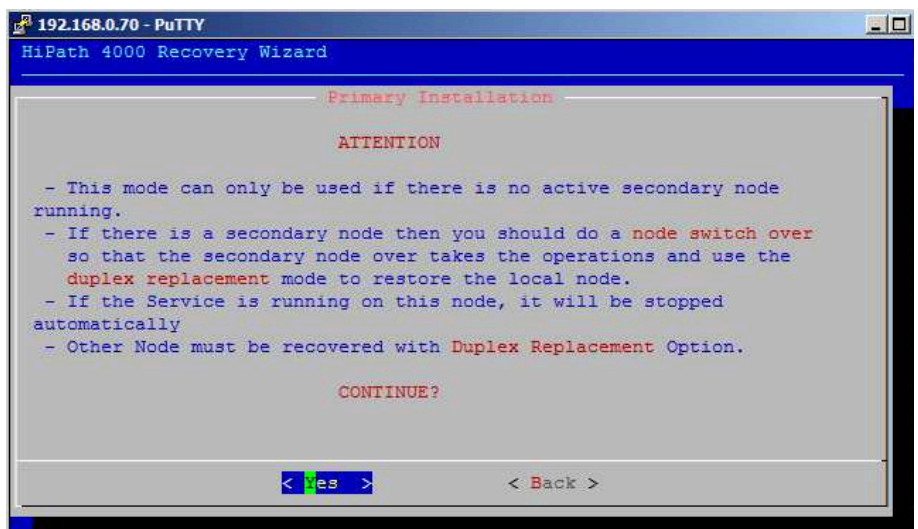 192.168.0.70 - PuTTY
HiPath 4000 Recovery Wizard
Primary Installation
ATTENTION
- This mode can only be used if there is no active secondary node
running.
- If there is a secondary node then you should do a node switch over
so that the secondary node over takes the operations and use the
duplex replacement mode to restore the local node.
- If the Service is running on this node, it will be stopped
automatically
- Other Node must be recovered with Duplex Replacement Option.
CONTINUE?
< Yes > < Back >